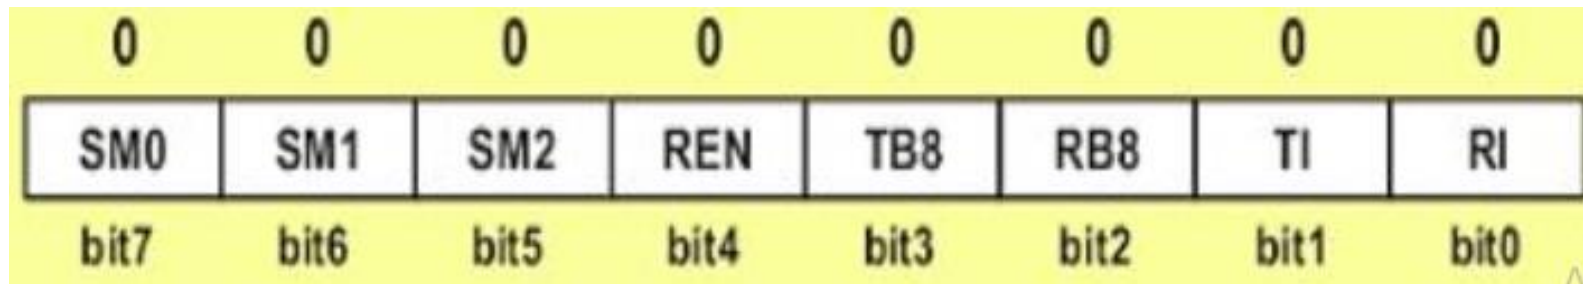 0 0 0 0 0 0 0 0
SM0 SM1 SM2 REN TB8 RB8 TI RI
bit7 bit6 bit5 bit4 bit3 bit2 bit1 bit0